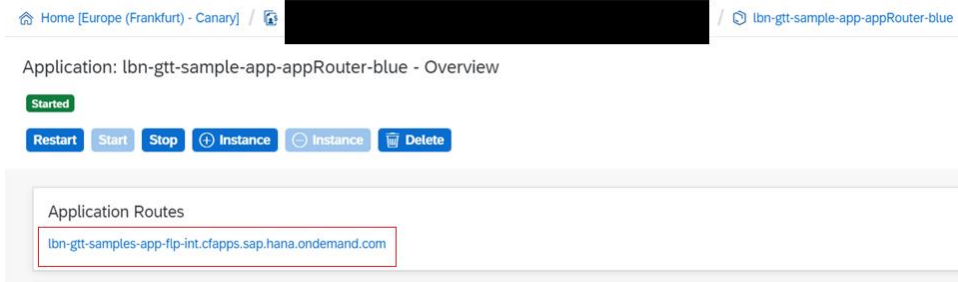 Home [Europe (Frankfurt) - Canary] / / lbn-gtt-sample-app-appRouter-blue
Application: lbn-gtt-sample-app-appRouter-blue - Overview
Started
Restart Start Stop Instance Instance Delete
Application Routes
lbn-gtt-samples-app-flp-int.cfapps.sap.hana.ondemand.com